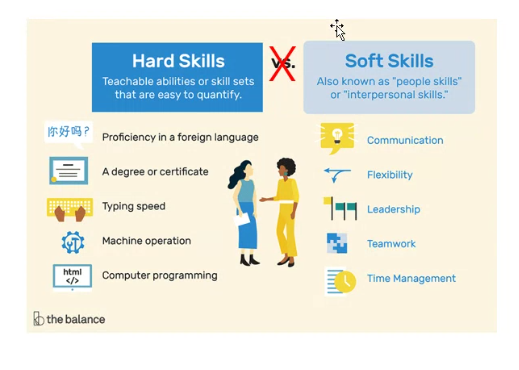 Hard Skills
Teachable abilities or skill sets
that are easy to quantify.
vs.
Soft Skills
Also known as "people skills"
or "interpersonal skills."
你好吗?
Proficiency in a foreign language
A degree or certificate
Typing speed
Machine operation
html
</>
Computer programming
Communication
Flexibility
Leadership
Teamwork
Time Management
the balance